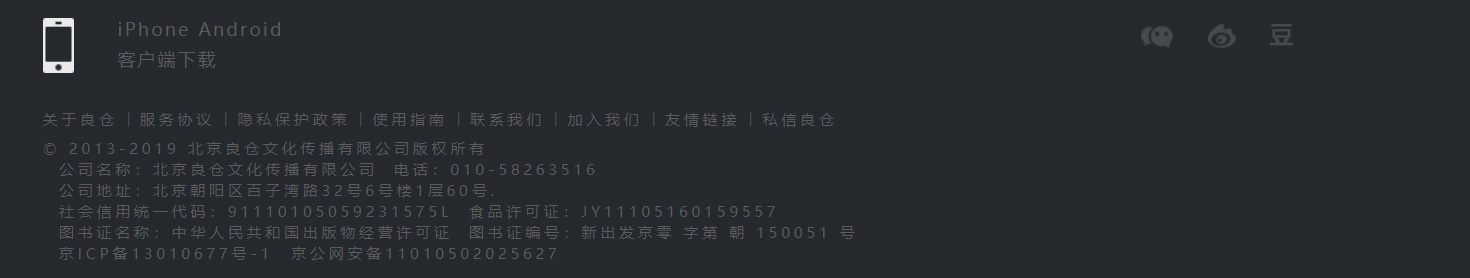 iPhone Android
客户端下载
豆
关于良仓 | 服务协议 | 隐私保护政策 | 使用指南 | 联系我们 | 加入我们 | 友情链接 | 私信良仓
© 2013-2019 北京良仓文化传播有限公司版权所有
公司名称：北京良仓文化传播有限公司 电话：010-58263516
公司地址：北京朝阳区百子湾路32号6号楼1层60号.
社会信用统一代码：91110105059231575L 食品许可证：JY11105160159557
图书证名称：中华人民共和国出版物经营许可证 图书证编号：新出发京零 字第 朝 150051 号
京ICP备13010677号-1 京公网安备11010502025627